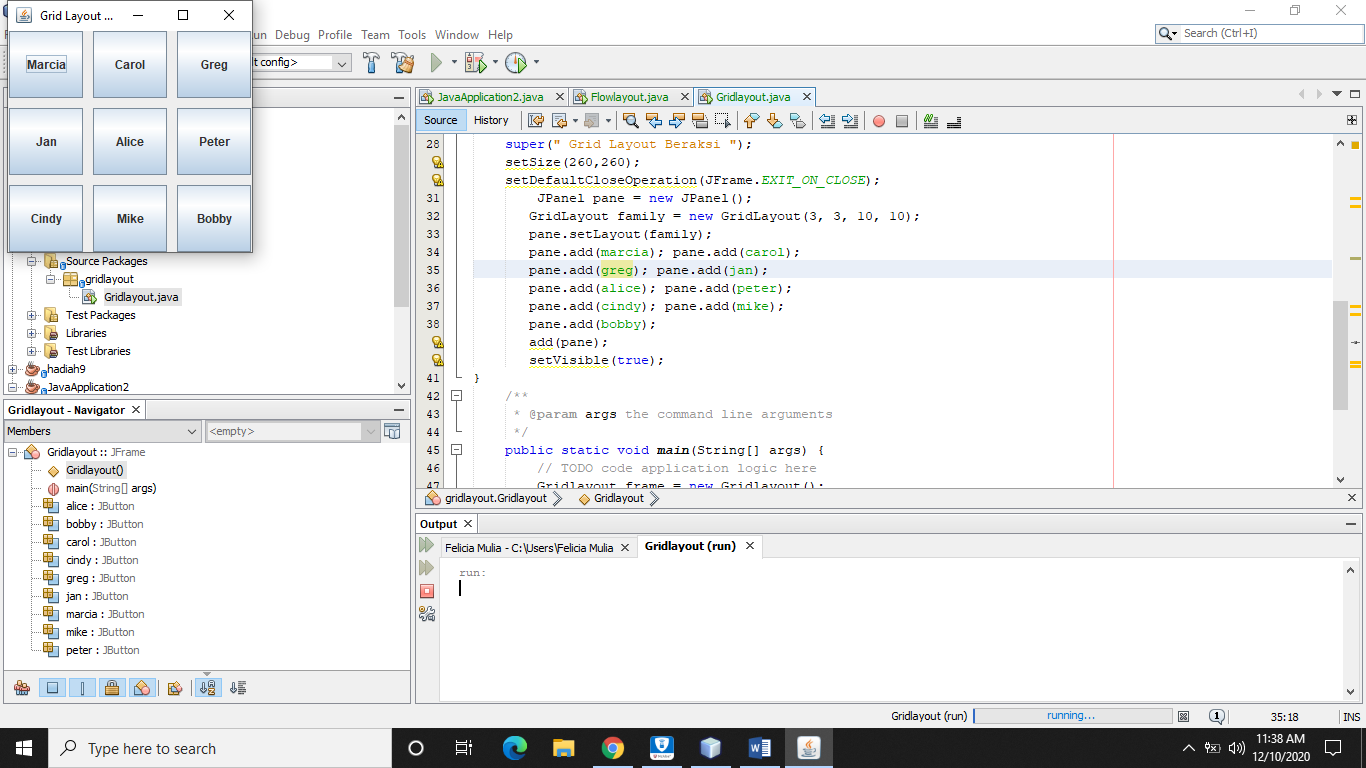 Grid Layout ...
Marcia Carol Greg
Jan Alice Peter
Cindy Mike Bobby
Debug Profile Team Tools Window Help
Search (Ctrl+I)
config>
JavaApplication2.java Flowlayout.java Gridlayout.java
Source History
28 super(" Grid Layout Beraksi ");
setSize(260,260);
setDefaultCloseOperation(JFrame.EXIT_ON_CLOSE);
31 JPanel pane = new JPanel();
32 GridLayout family = new GridLayout(3, 3, 10, 10);
33 pane.setLayout(family);
34 pane.add(marcia); pane.add(carol);
35 pane.add(greg); pane.add(jan);
36 pane.add(alice); pane.add(peter);
37 pane.add(cindy); pane.add(mike);
38 pane.add(bobby);
add(pane);
setVisible(true);
41 }
42 /**
43 * @param args the command line arguments
44 */
45 public static void main(String[] args) {
46 // TODO code application logic here
47 Gridlayout frame = new Gridlayout();
gridlayout.Gridlayout Gridlayout
Source Packages
gridlayout
Gridlayout.java
Test Packages
Libraries
Test Libraries
hadiah9
JavaApplication2
Gridlayout - Navigator
Members <empty>
Gridlayout :: JFrame
Gridlayout()
main(String[] args)
alice : JButton
bobby : JButton
carol : JButton
cindy : JButton
greg : JButton
jan : JButton
marcia : JButton
mike : JButton
peter : JButton
Output
Felicia Mulia - C:\Users\Felicia Mulia Gridlayout (run)
run:
Gridlayout (run) running... 1 35:18 INS
Type here to search
11:38 AM
12/10/2020